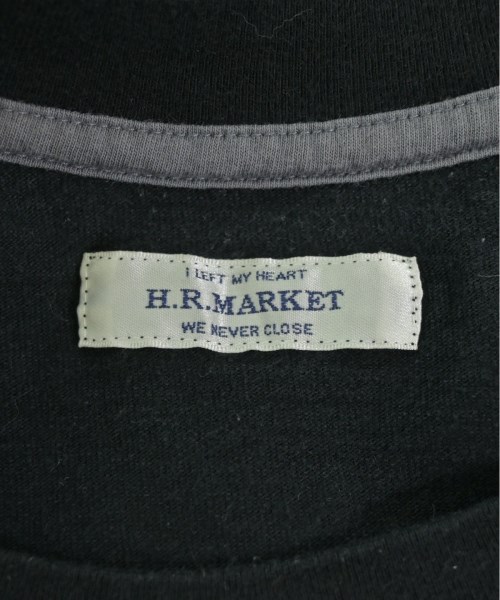 I LEFT MY HEART
H.R.MARKET
WE NEVER CLOSE